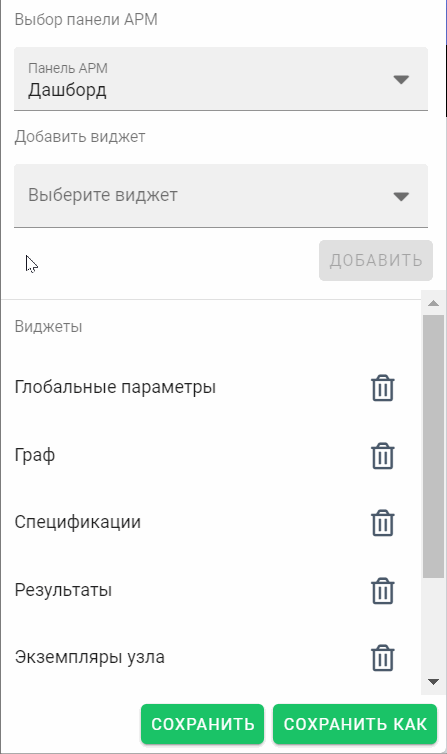 Выбор панели АРМ
Панель АРМ
Дашборд
Добавить виджет
Выберите виджет
ДОБАВИТЬ
Виджеты
Глобальные параметры
Граф
Спецификации
Результаты
Экземпляры узла
СОХРАНИТЬ
СОХРАНИТЬ КАК